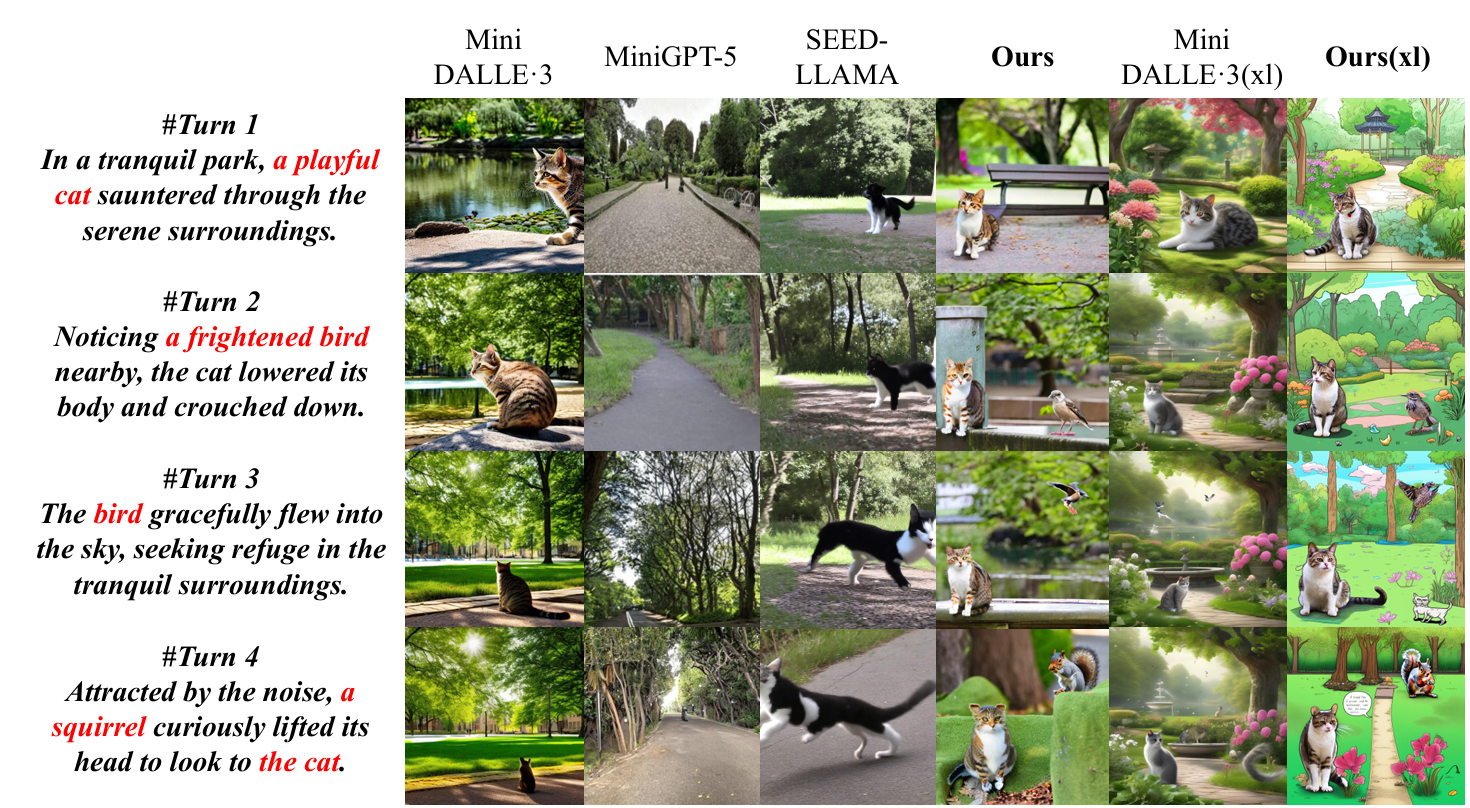 Mini
DALLE·3
MiniGPT-5
SEED-
LLAMA
Ours
Mini
DALLE·3(xl)
Ours(xl)
#Turn 1
In a tranquil park, a playful
cat sauntered through the
serene surroundings.
#Turn 2
Noticing a frightened bird
nearby, the cat lowered its
body and crouched down.
#Turn 3
The bird gracefully flew into
the sky, seeking refuge in the
tranquil surroundings.
#Turn 4
Attracted by the noise, a
squirrel curiously lifted its
head to look to the cat.